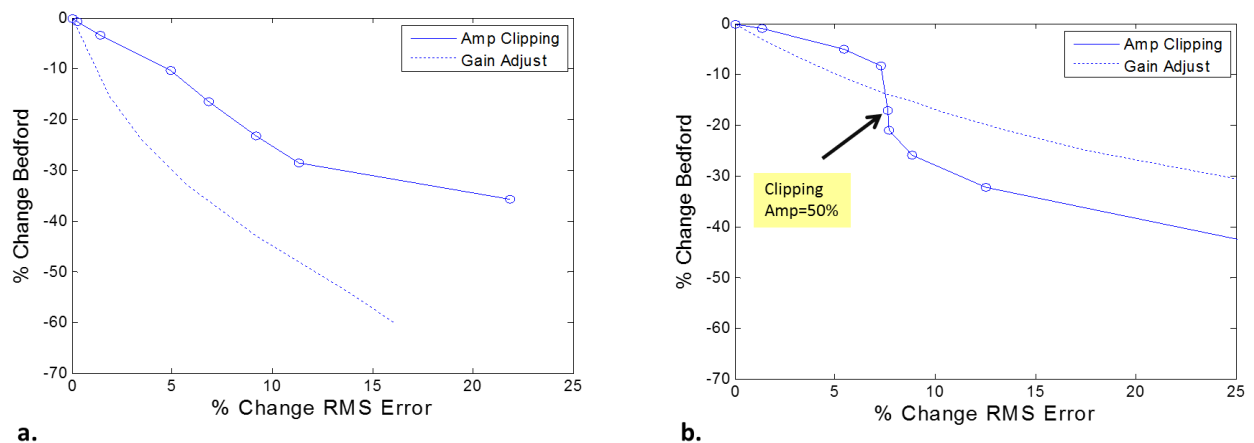 0
-10
-20
-30
-40
-50
-60
-70
% Change Bedford
Amp Clipping
Gain Adjust
0 5 10 15 20 25
% Change RMS Error
a.
0
-10
-20
-30
-40
-50
-60
-70
% Change Bedford
Amp Clipping
Gain Adjust
Clipping
Amp=50%
0 5 10 15 20 25
% Change RMS Error
b.